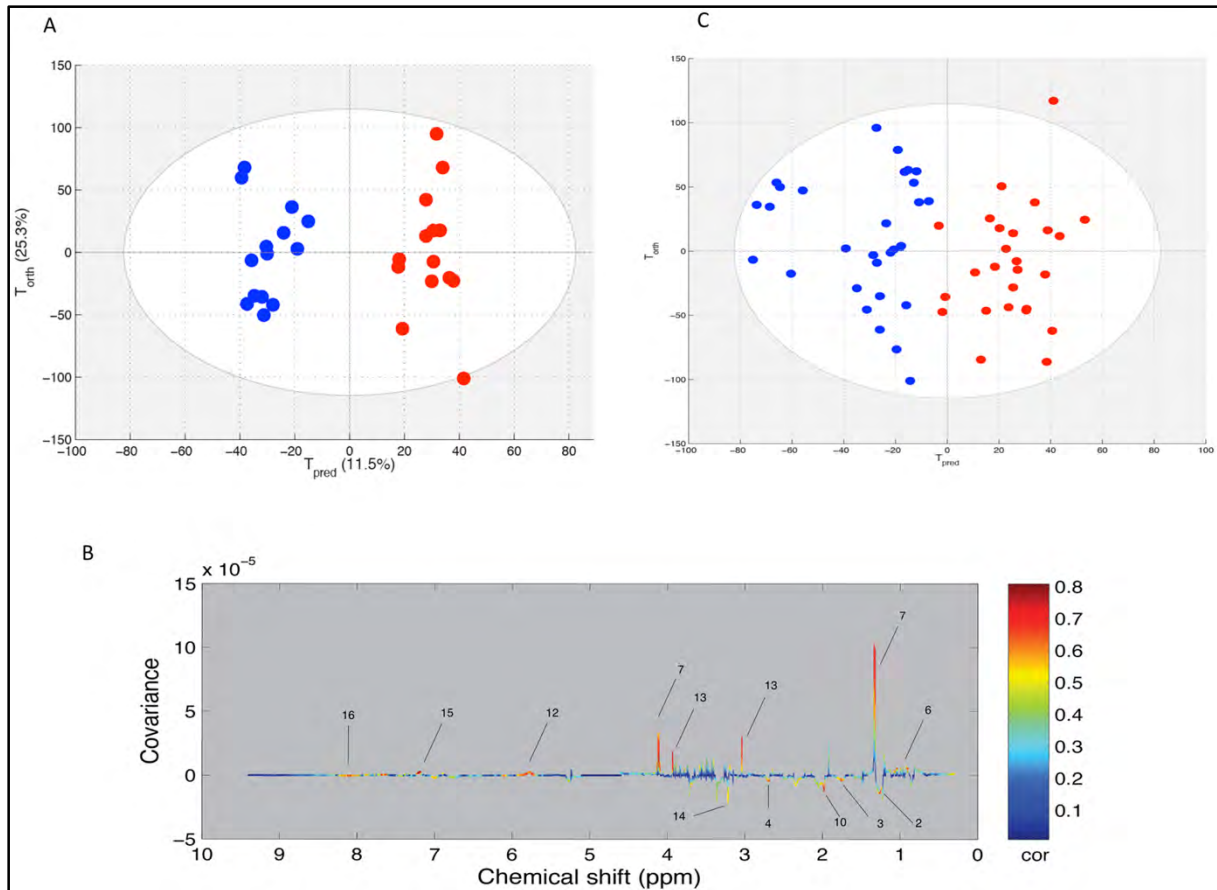 A
150
100
50
0
−50
−100
−150
−100 −80 −60 −40 −20 0 20 40 60 80
T_orth (25.3%)
T_pred (11.5%)
C
150
100
50
0
−50
−100
−150
−100 −80 −60 −40 −20 0 20 40 60 80 100
T_orth
T_pred
B
x 10^-5
15
10
5
0
−5
Covariance
7
7
13
13
6
16
15
12
14
4
10
3
2
10 9 8 7 6 5 4 3 2 1 0
Chemical shift (ppm)
0.8
0.7
0.6
0.5
0.4
0.3
0.2
0.1
cor